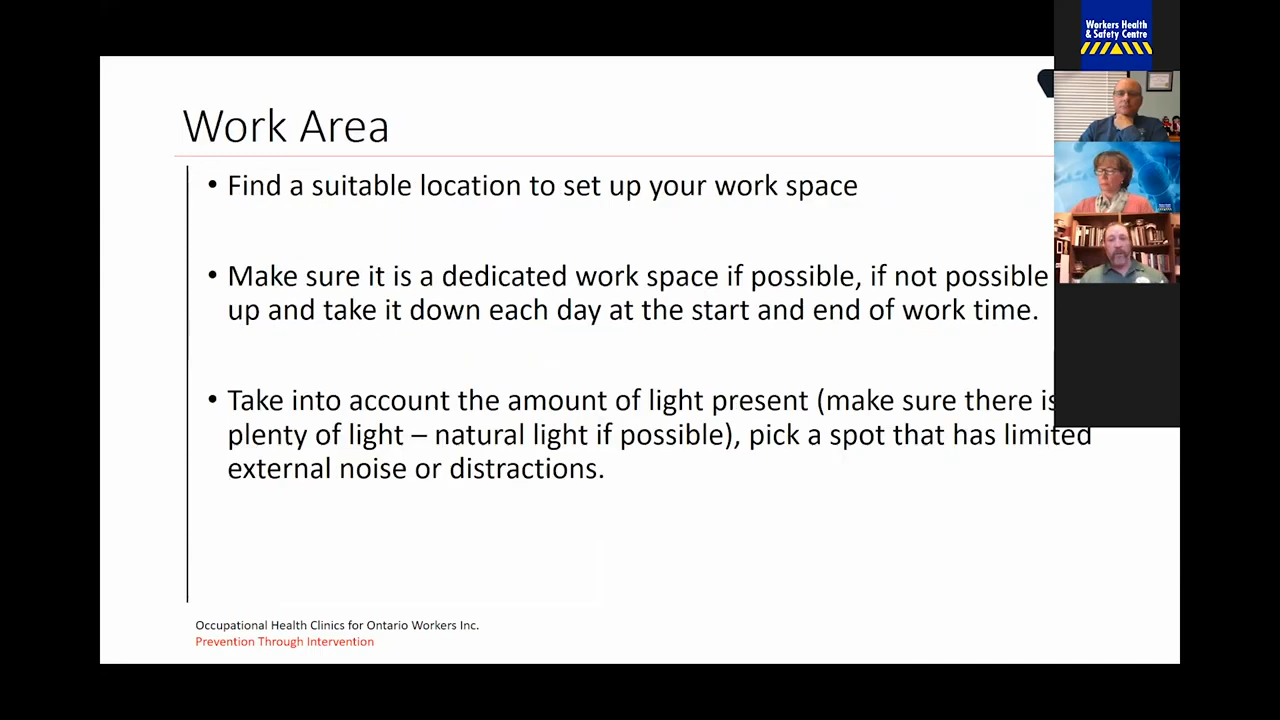 Workers Health
& Safety Centre
Work Area
• Find a suitable location to set up your work space
• Make sure it is a dedicated work space if possible, if not possible
up and take it down each day at the start and end of work time.
• Take into account the amount of light present (make sure there is
plenty of light – natural light if possible), pick a spot that has limited
external noise or distractions.
Occupational Health Clinics for Ontario Workers Inc.
Prevention Through Intervention